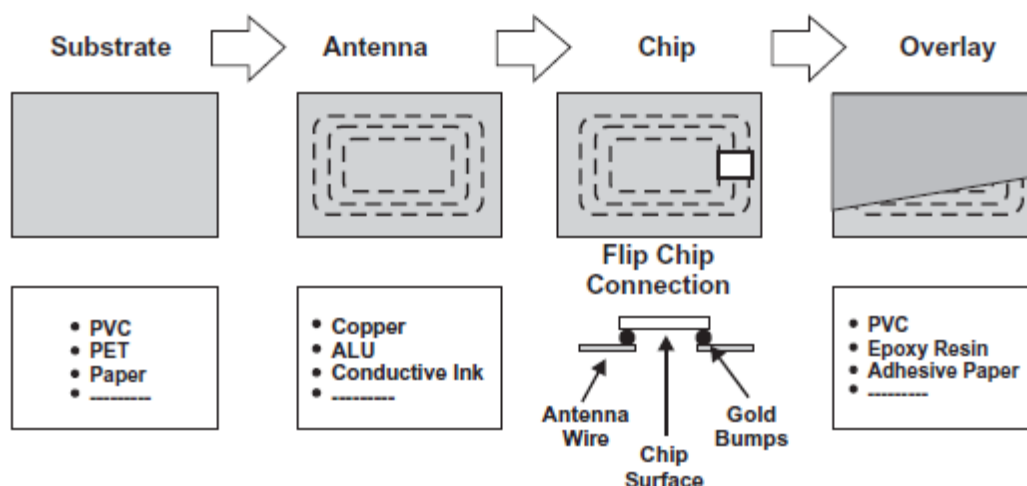 Substrate
Antenna
Chip
Overlay
Flip Chip
Connection
• PVC
• PET
• Paper
• ---------
• Copper
• ALU
• Conductive Ink
• ---------
Antenna
Wire
Chip
Surface
Gold
Bumps
• PVC
• Epoxy Resin
• Adhesive Paper
• ---------